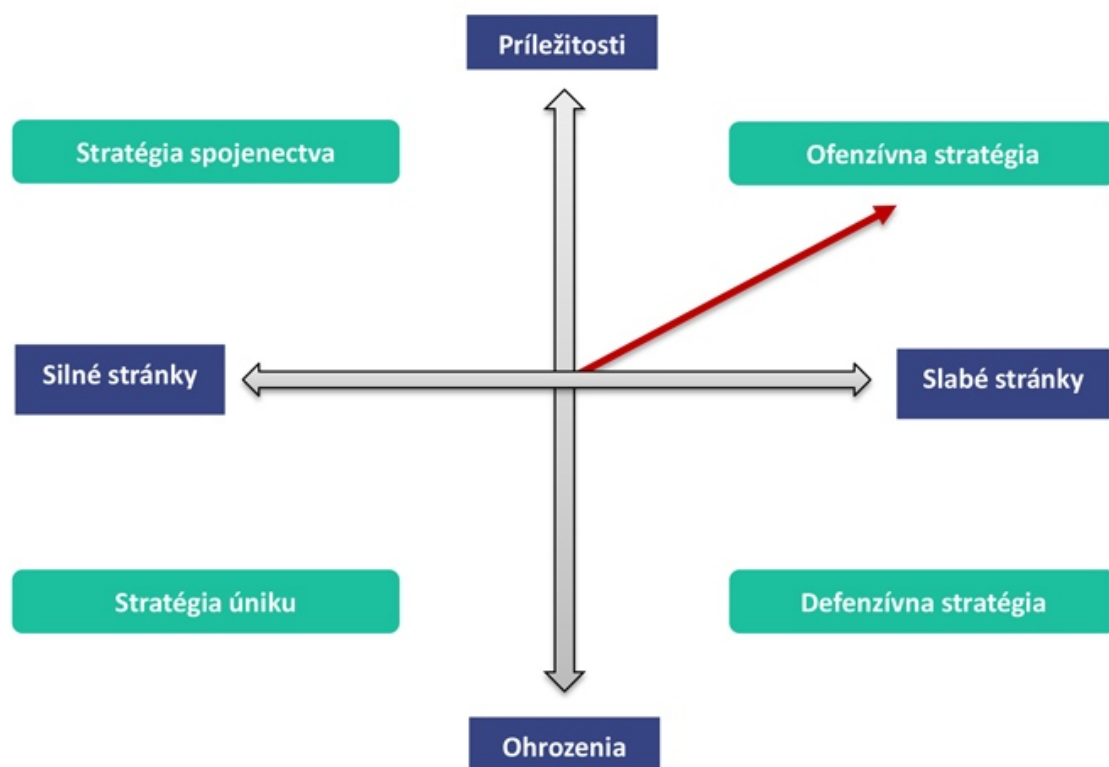 Príležitosti
Stratégia spojenectva
Ofenzívna stratégia
Silné stránky
Slabé stránky
Stratégia úniku
Defenzívna stratégia
Ohrozenia